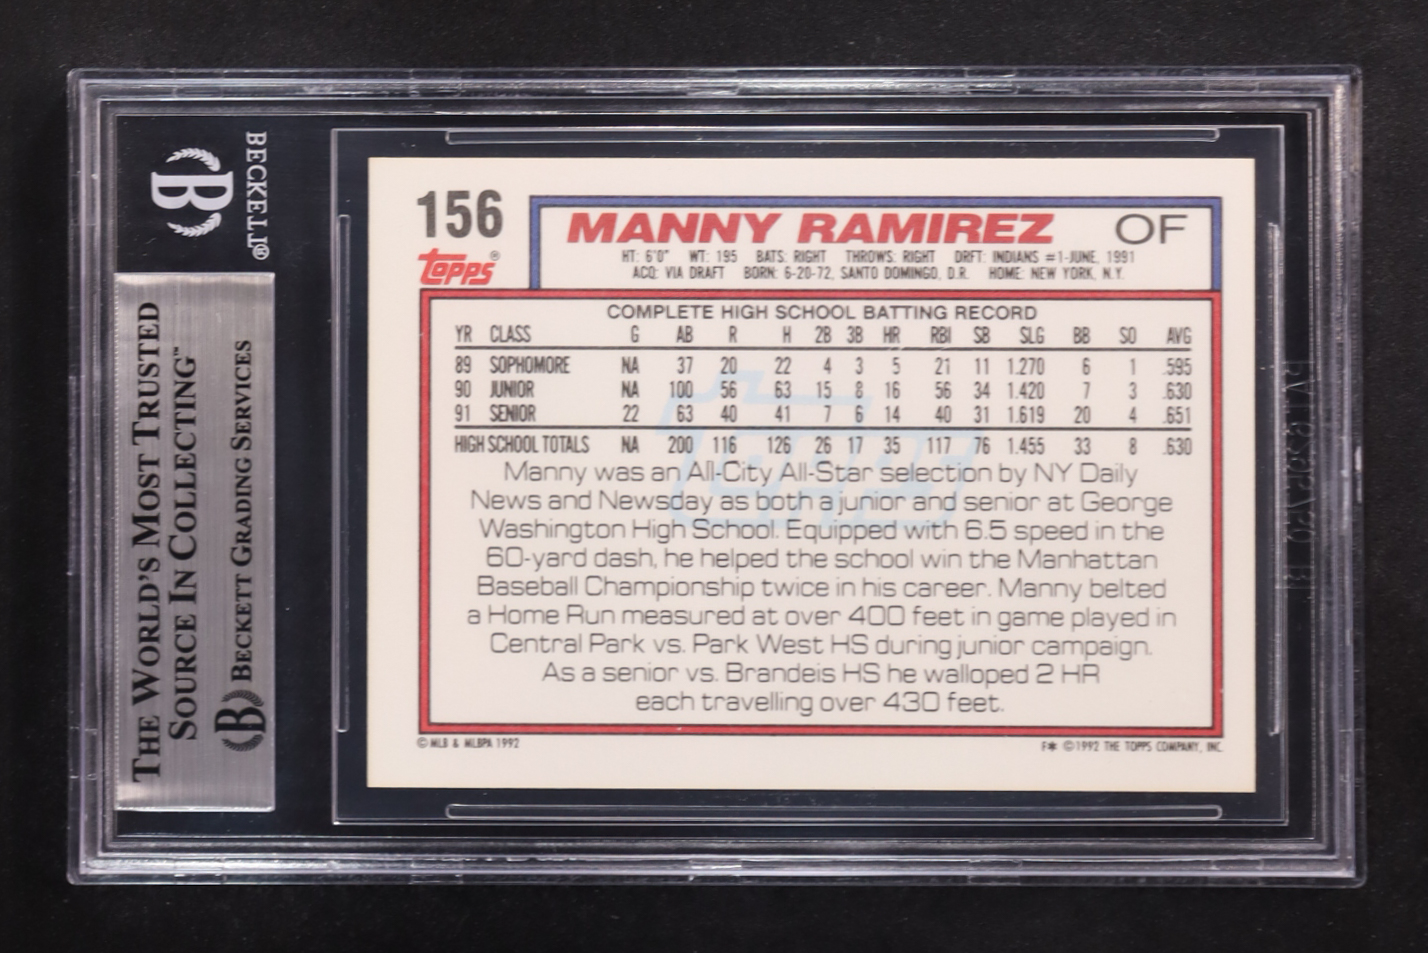 BECKETT®
B
THE WORLD'S MOST TRUSTED
SOURCE IN COLLECTING™
B BECKETT GRADING SERVICES
156
Topps®
MANNY RAMIREZ OF
HT: 6'0" WT: 195 BATS: RIGHT THROWS: RIGHT DRFT: INDIANS #1-JUNE, 1991
ACQ: VIA DRAFT BORN: 6-20-72, SANTO DOMINGO, D.R. HOME: NEW YORK, N.Y.
COMPLETE HIGH SCHOOL BATTING RECORD
YR CLASS G AB R H 2B 3B HR RBI SB SLG BB SO AVG
89 SOPHOMORE NA 37 20 22 4 3 5 21 11 1.270 6 1 .595
90 JUNIOR NA 100 56 63 15 8 16 56 34 1.420 7 3 .630
91 SENIOR 22 63 40 41 7 6 14 40 31 1.619 20 4 .651
HIGH SCHOOL TOTALS NA 200 116 126 26 17 35 117 76 1.455 33 8 .630
Manny was an All-City All-Star selection by NY Daily
News and Newsday as both a junior and senior at George
Washington High School. Equipped with 6.5 speed in the
60-yard dash, he helped the school win the Manhattan
Baseball Championship twice in his career. Manny belted
a Home Run measured at over 400 feet in game played in
Central Park vs. Park West HS during junior campaign.
As a senior vs. Brandeis HS he walloped 2 HR
each travelling over 430 feet.
© MLB & MLBPA 1992
F✱ ©1992 THE TOPPS COMPANY, INC.